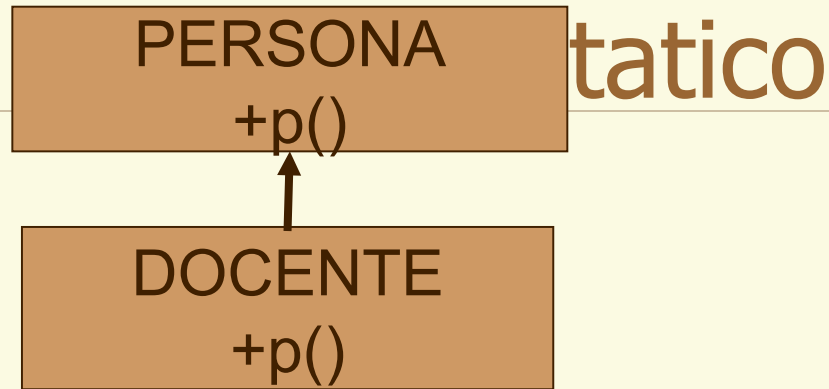 PERSONA
+p()
tatico
DOCENTE
+p()